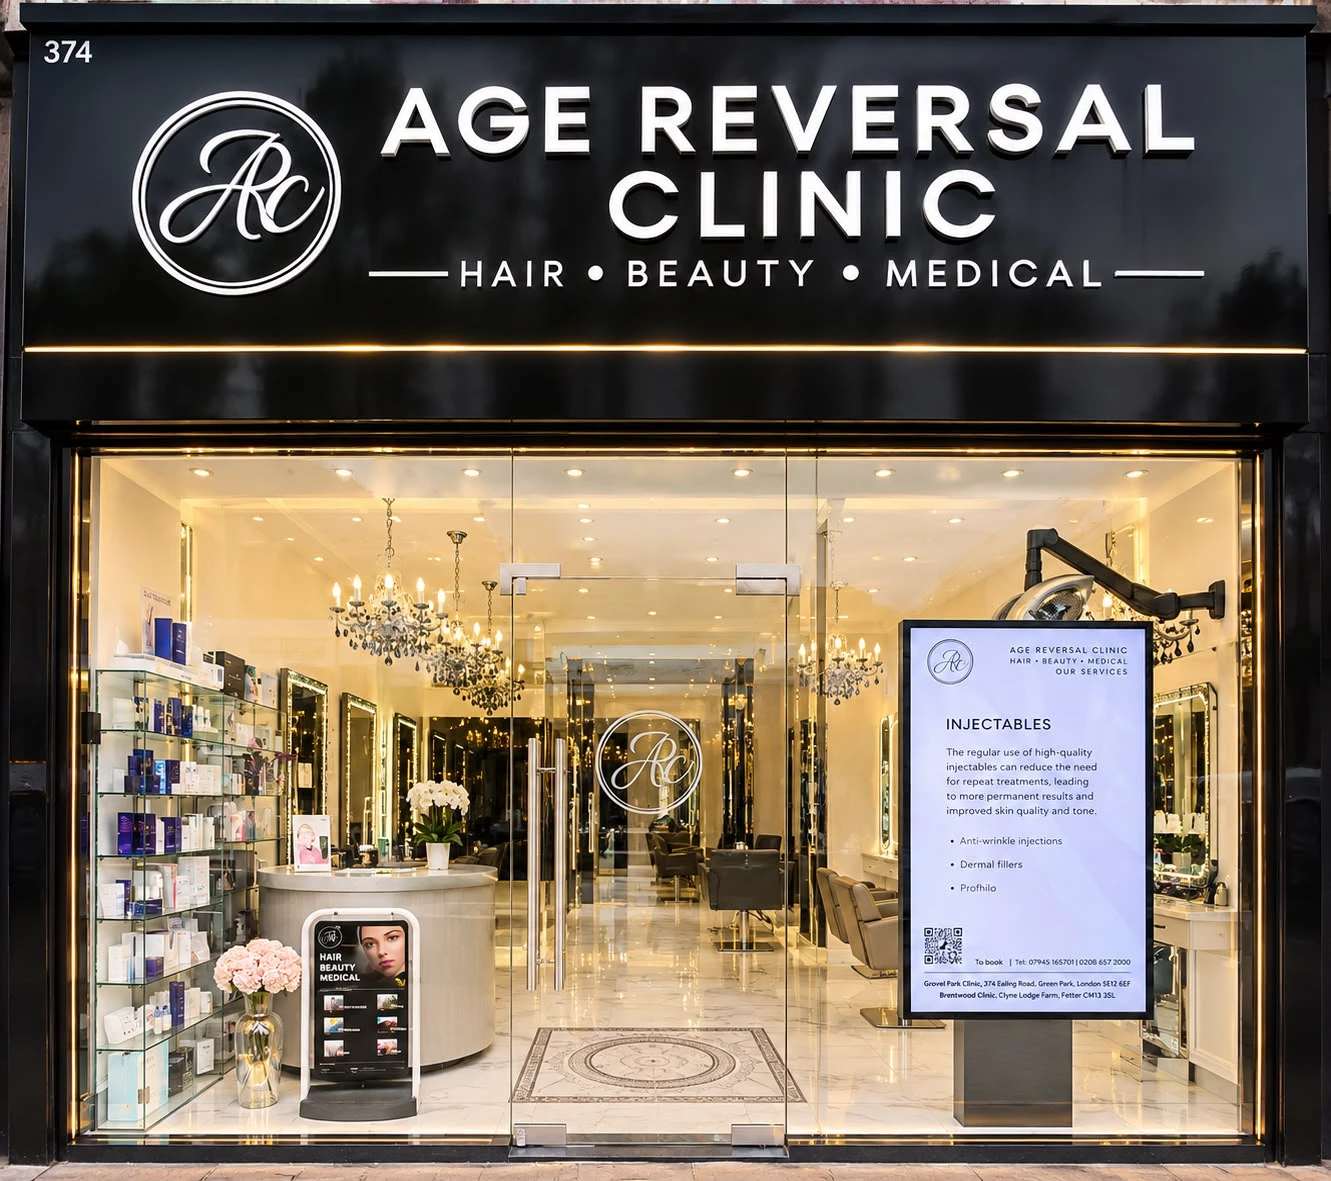 374
ARc
AGE REVERSAL
CLINIC
HAIR • BEAUTY • MEDICAL
ARc
ARc
AGE REVERSAL CLINIC
HAIR • BEAUTY • MEDICAL
OUR SERVICES
INJECTABLES
The regular use of high-quality
injectables can reduce the need
for repeat treatments, leading
to more permanent results and
improved skin quality and tone.
• Anti-wrinkle injections
• Dermal fillers
• Profhilo
To book | Tel: 07945 165701 | 0208 657 2000
Grovel Park Clinic, 374 Ealing Road, Green Park, London SE12 6EF
Brentwood Clinic, Clyne Lodge Farm, Fetter CM13 3SL
HAIR
BEAUTY
MEDICAL